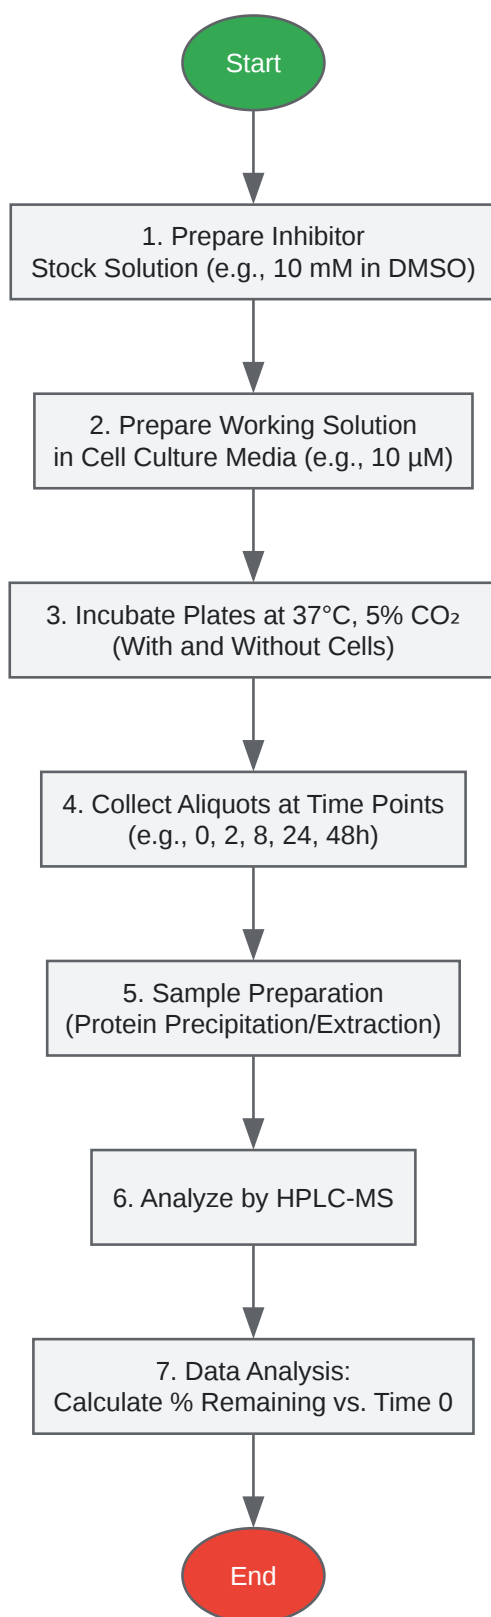 Start
1. Prepare Inhibitor
Stock Solution (e.g., 10 mM in DMSO)
2. Prepare Working Solution
in Cell Culture Media (e.g., 10 µM)
3. Incubate Plates at 37°C, 5% CO₂
(With and Without Cells)
4. Collect Aliquots at Time Points
(e.g., 0, 2, 8, 24, 48h)
5. Sample Preparation
(Protein Precipitation/Extraction)
6. Analyze by HPLC-MS
7. Data Analysis:
Calculate % Remaining vs. Time 0
End